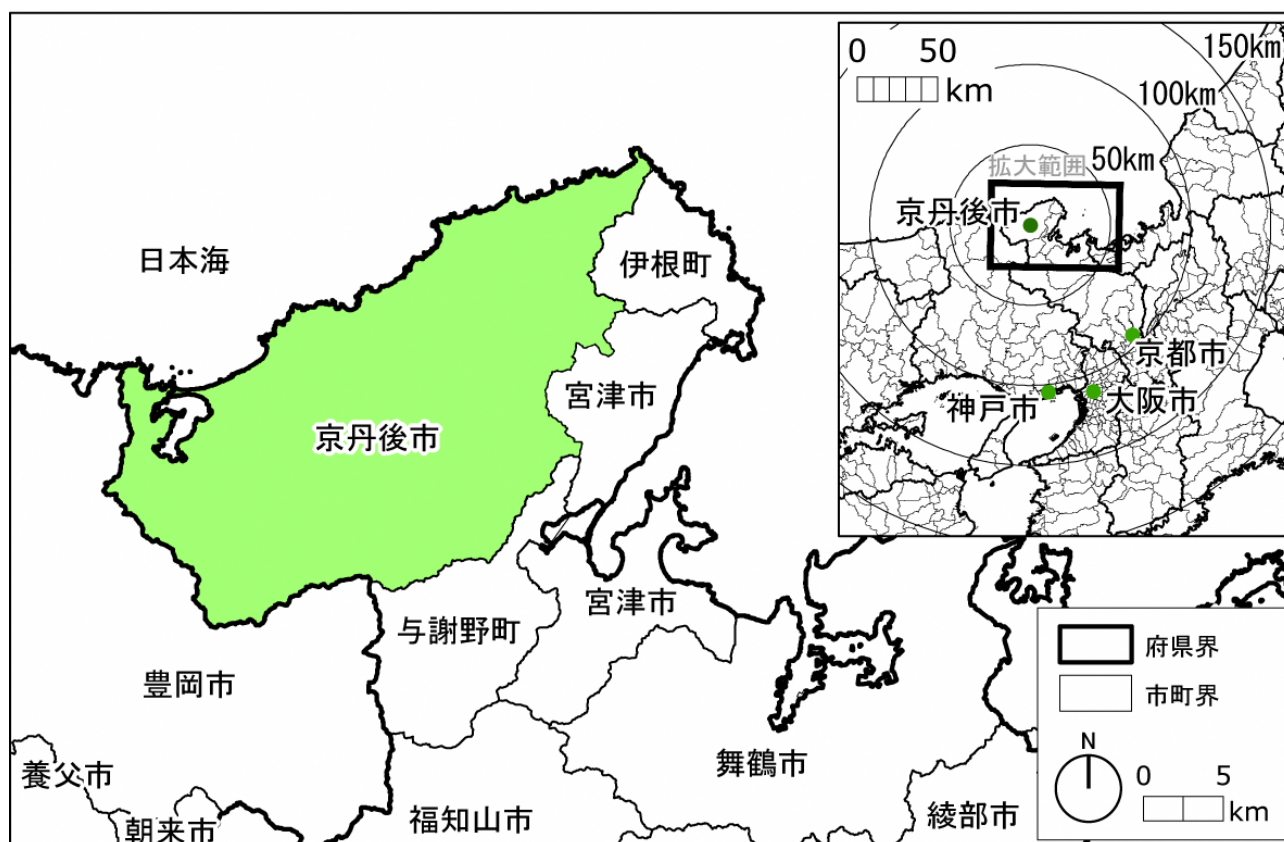 日本海
伊根町
宮津市
京丹後市
宮津市
与謝野町
豊岡市
舞鶴市
養父市
朝来市
福知山市
綾部市
0 50
km
150km
100km
50km
拡大範囲
京丹後市
京都市
神戸市
大阪市
府県界
市町界
N
0 5
km